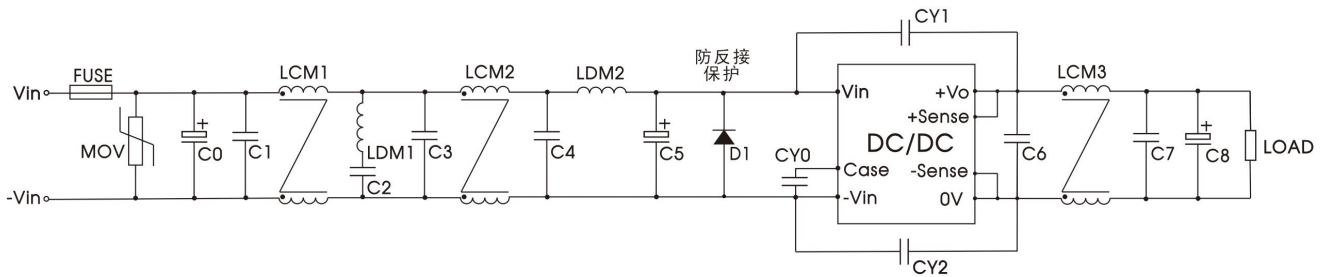 CY1
防反接
保护
FUSE
LCM1
LCM2
LDM2
LCM3
Vin
Vin
+Vo
+Sense
DC/DC
MOV
+
C0
C1
LDM1
C2
C3
C4
+
C5
D1
CY0
Case
-Sense
C6
C7
+
C8
LOAD
-Vin
-Vin
0V
CY2